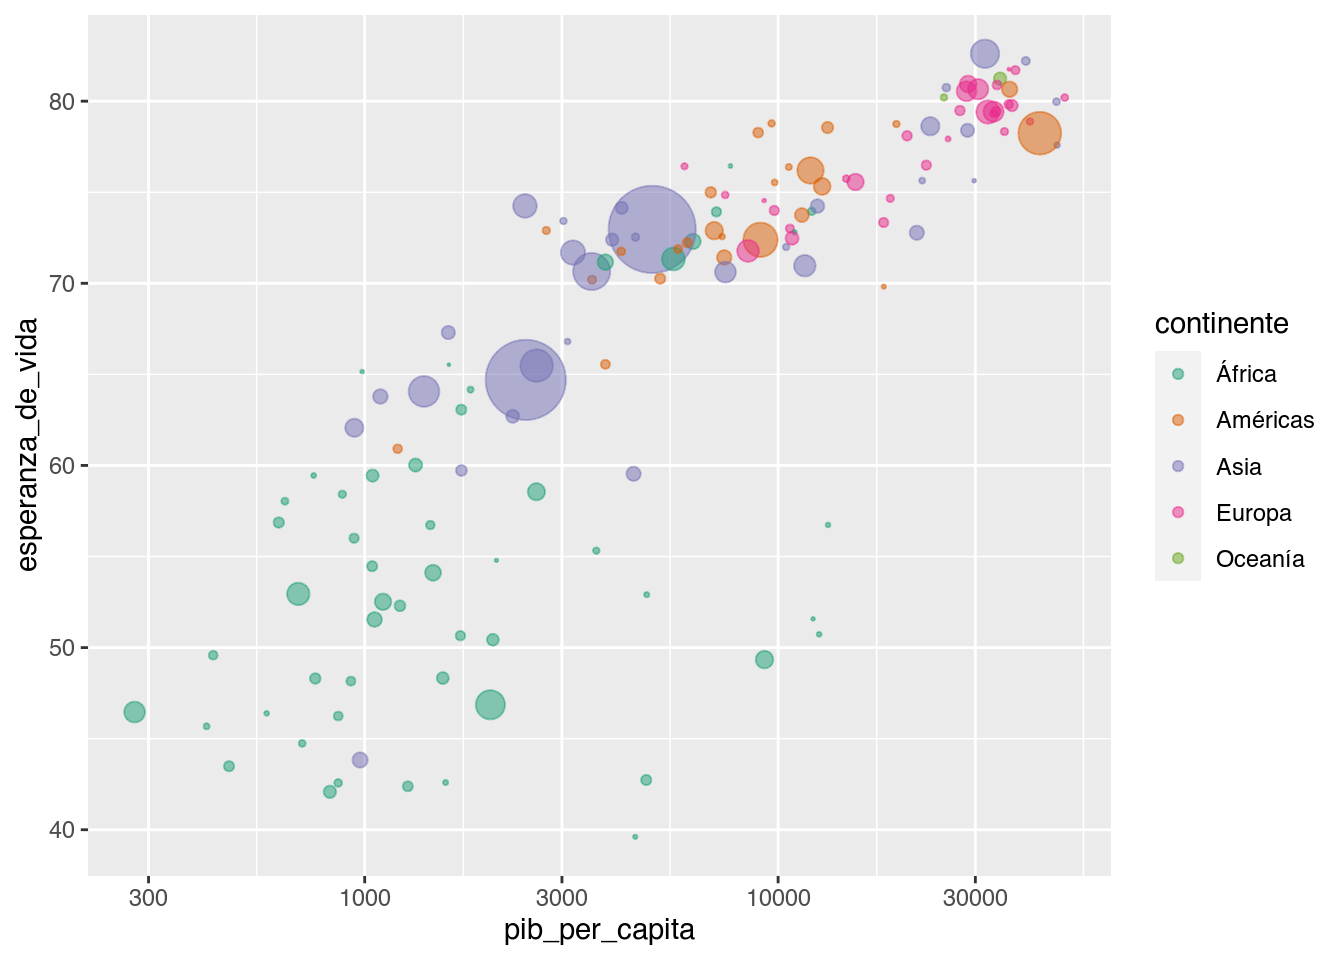 80
70
60
50
40
esperanza_de_vida
300
1000
3000
10000
30000
pib_per_capita
continente
África
Américas
Asia
Europa
Oceanía